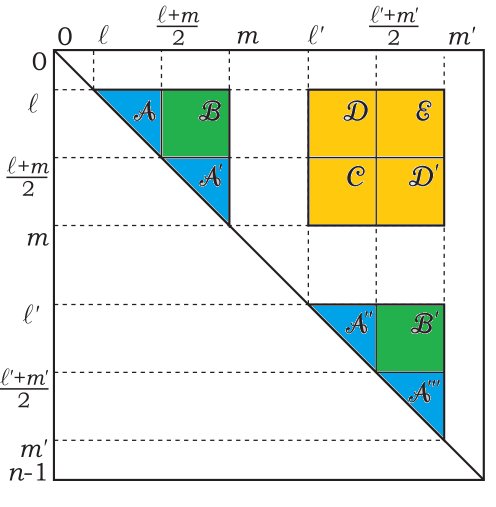 0 ℓ ℓ+m/2 m ℓ′ ℓ′+m′/2 m′
0
ℓ A B D E
ℓ+m/2 A′ C D′
m
ℓ′ A″ B′
ℓ′+m′/2 A‴
m′
n-1